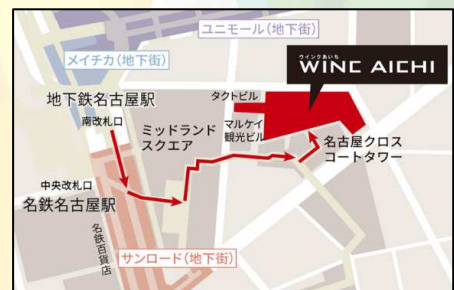 ユニモール(地下街)
メイチカ(地下街)
ウインクあいち
WINC AICHI
地下鉄名古屋駅
南改札口
タクトビル
ミッドランド
スクエア
マルケイ
観光ビル
名古屋クロス
コートタワー
中央改札口
名鉄名古屋駅
名鉄百貨店
サンロード(地下街)